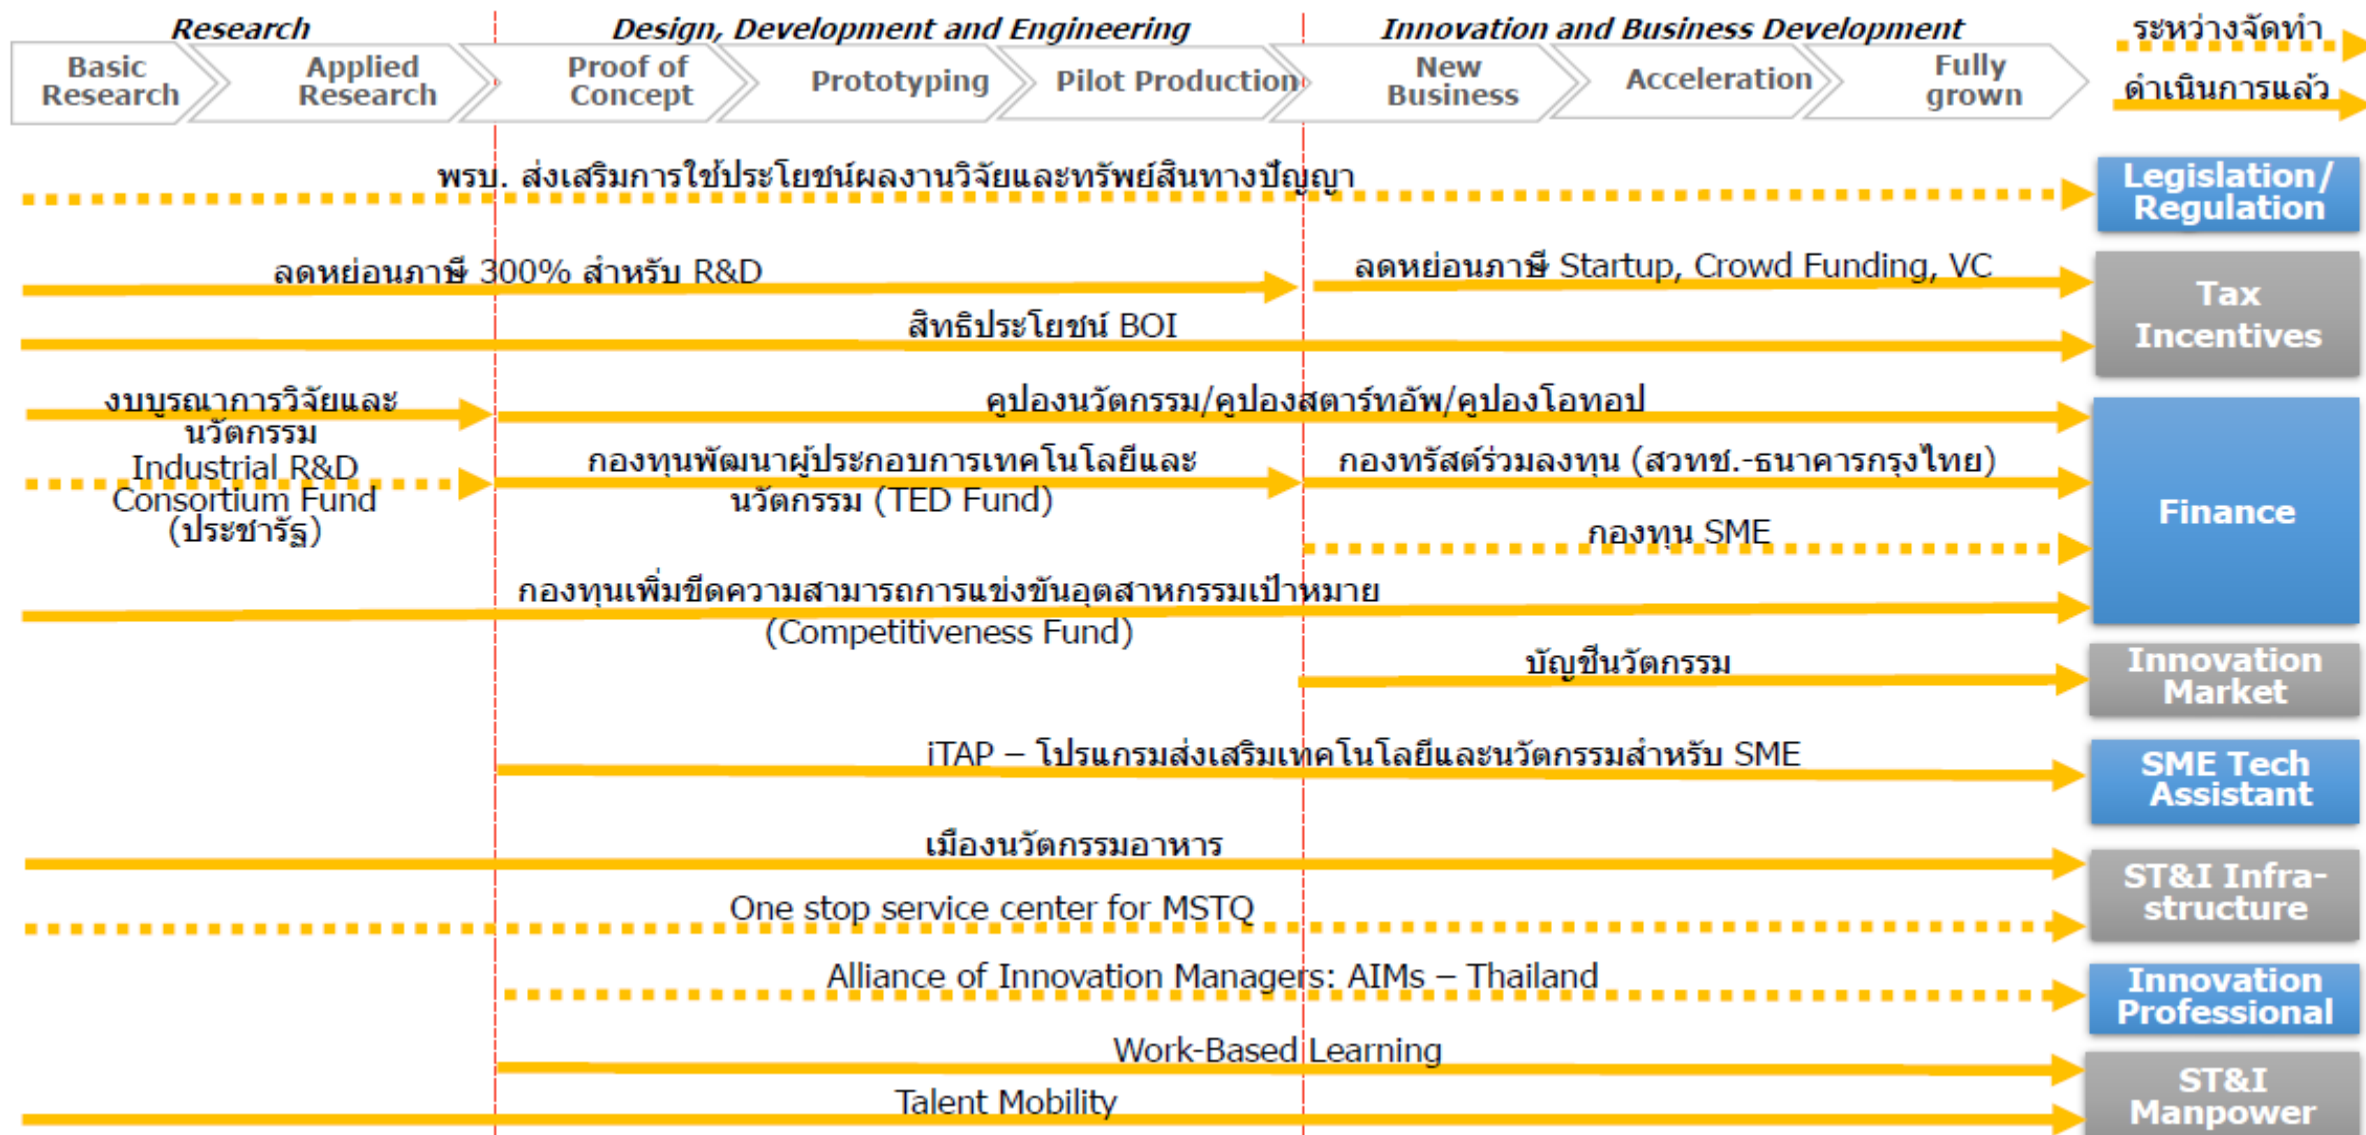 Research
Design, Development and Engineering
Innovation and Business Development
ระหว่างจัดทำ
Basic
Research
Applied
Research
Proof of
Concept
Prototyping
Pilot Production
New
Business
Acceleration
Fully
grown
ดำเนินการแล้ว
พรบ. ส่งเสริมการใช้ประโยชน์ผลงานวิจัยและทรัพย์สินทางปัญญา
Legislation/
Regulation
ลดหย่อนภาษี 300% สำหรับ R&D
ลดหย่อนภาษี Startup, Crowd Funding, VC
สิทธิประโยชน์ BOI
Tax
Incentives
งบบูรณาการวิจัยและ
นวัตกรรม
คูปองนวัตกรรม/คูปองสตาร์ทอัพ/คูปองโอทอป
Industrial R&D
Consortium Fund
(ประชารัฐ)
กองทุนพัฒนาผู้ประกอบการเทคโนโลยีและ
นวัตกรรม (TED Fund)
กองทรัสต์ร่วมลงทุน (สวทช.-ธนาคารกรุงไทย)
กองทุน SME
กองทุนเพิ่มขีดความสามารถการแข่งขันอุตสาหกรรมเป้าหมาย
(Competitiveness Fund)
Finance
บัญชีนวัตกรรม
Innovation
Market
iTAP – โปรแกรมส่งเสริมเทคโนโลยีและนวัตกรรมสำหรับ SME
SME Tech
Assistant
เมืองนวัตกรรมอาหาร
One stop service center for MSTQ
ST&I Infra-
structure
Alliance of Innovation Managers: AIMs – Thailand
Innovation
Professional
Work-Based Learning
Talent Mobility
ST&I
Manpower